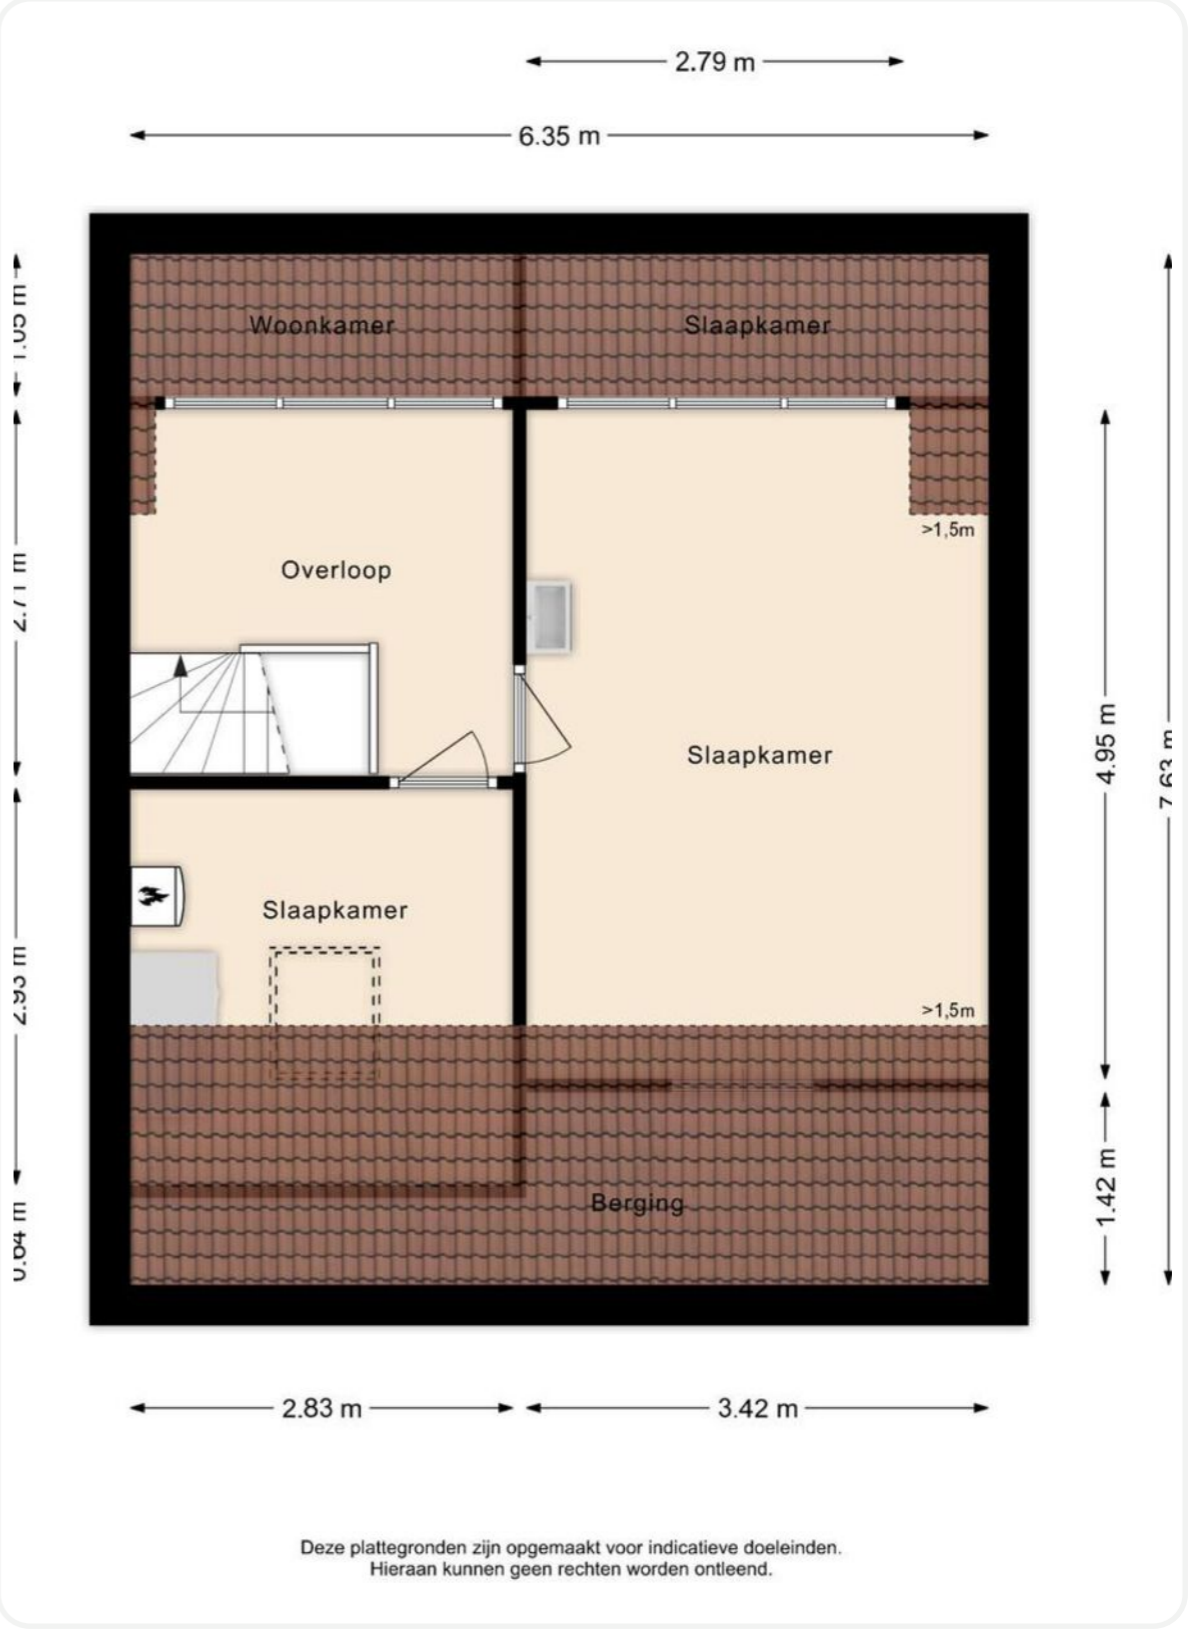 2.79 m
6.35 m
Woonkamer
Slaapkamer
>1,5m
Overloop
4.95 m
Slaapkamer
Slaapkamer
>1,5m
1.42 m
Berging
2.83 m
3.42 m
Deze plattegronden zijn opgemaakt voor indicatieve doeleinden.
Hieraan kunnen geen rechten worden ontleend.